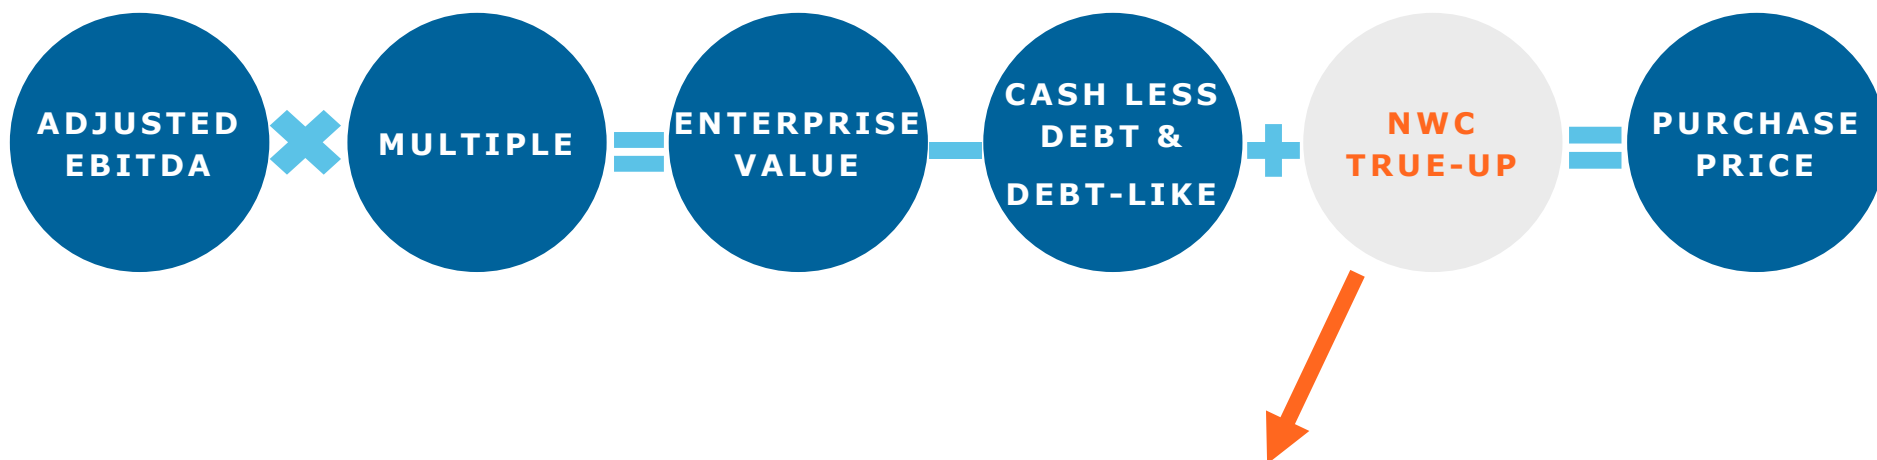 ADJUSTED
EBITDA
MULTIPLE
ENTERPRISE
VALUE
CASH LESS
DEBT &
DEBT-LIKE
NWC
TRUE-UP
PURCHASE
PRICE